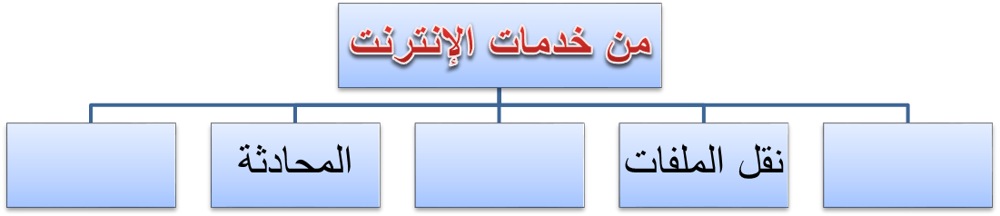 من خدمات الإنترنت
نقل الملفات
المحادثة